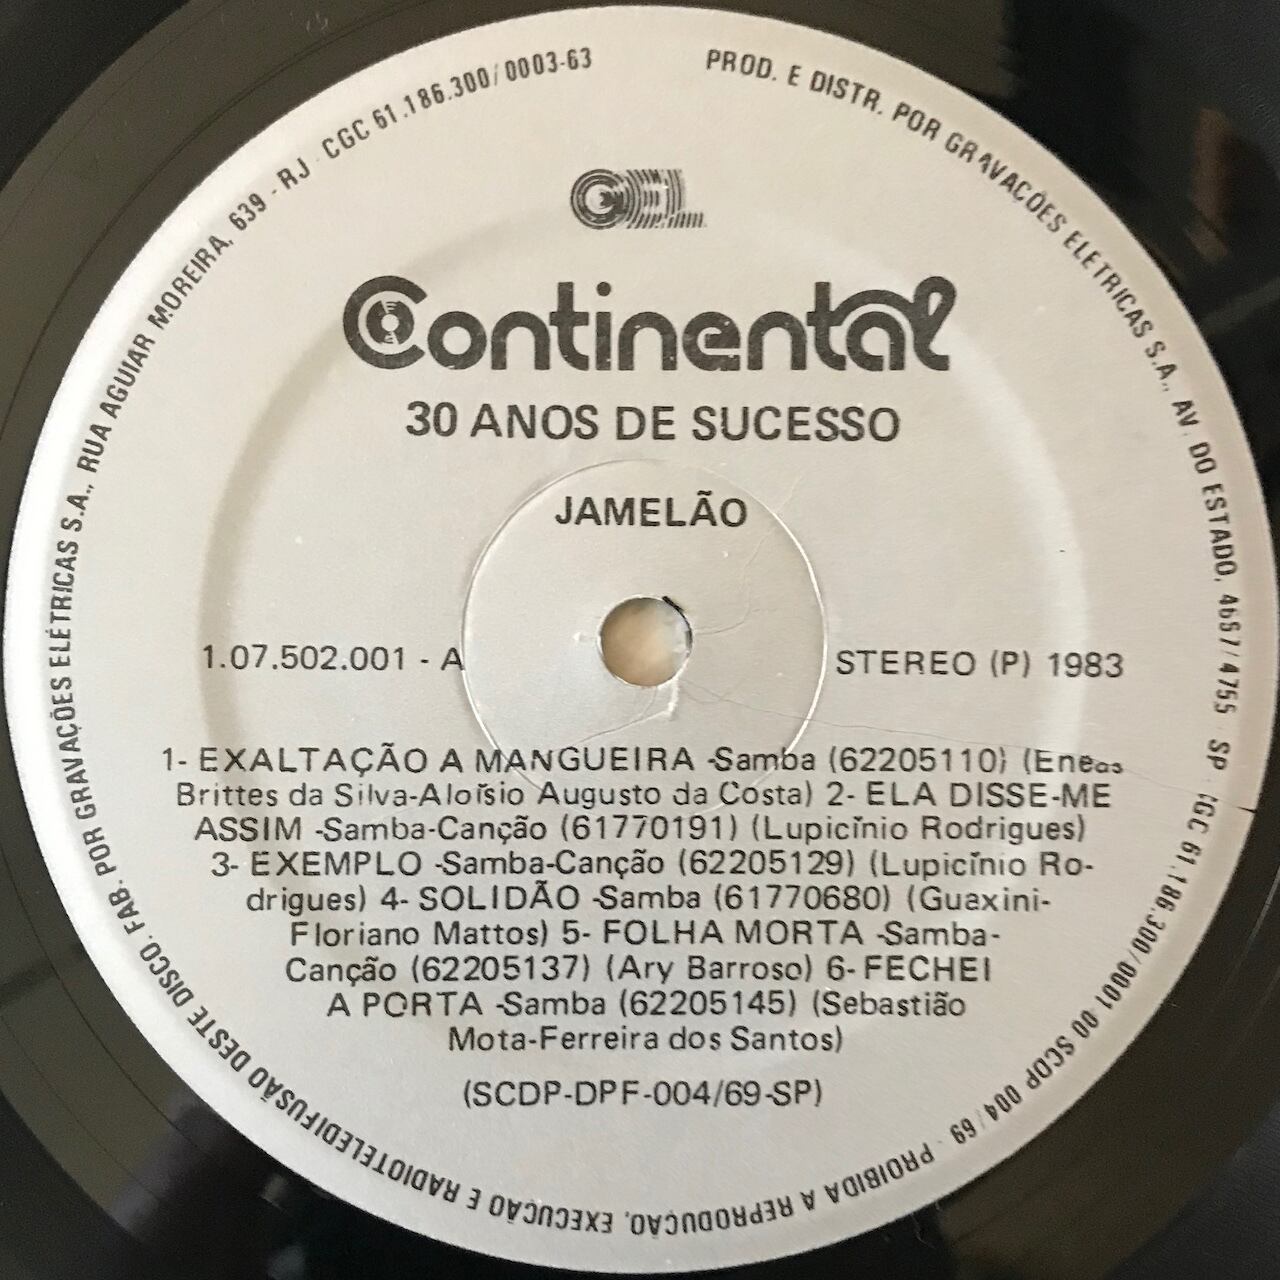 PROD. E DISTR. POR GRAVAÇÕES ELÉTRICAS S.A., AV. DO ESTADO, 4657/4755 SP CGC 61.186.300/0001-00 SCDP 004/69 - PROIBIDA A REPRODUÇÃO, EXECUÇÃO E RADIOTELEDIFUSÃO DESTE DISCO. FAB. POR GRAVAÇÕES ELÉTRICAS S.A., RUA AGUIAR MOREIRA, 639 - RJ - CGC 61.186.300/0003-63
Continental
30 ANOS DE SUCESSO
JAMELÃO
1.07.502.001 - A
STEREO (P) 1983
1- EXALTAÇÃO A MANGUEIRA -Samba (62205110) (Eneas
Brittes da Silva-Aloísio Augusto da Costa) 2- ELA DISSE-ME
ASSIM -Samba-Canção (61770191) (Lupicínio Rodrigues)
3- EXEMPLO -Samba-Canção (62205129) (Lupicínio Ro-
drigues) 4- SOLIDÃO -Samba (61770680) (Guaxini-
Floriano Mattos) 5- FOLHA MORTA -Samba-
Canção (62205137) (Ary Barroso) 6- FECHEI
A PORTA -Samba (62205145) (Sebastião
Mota-Ferreira dos Santos)
(SCDP-DPF-004/69-SP)